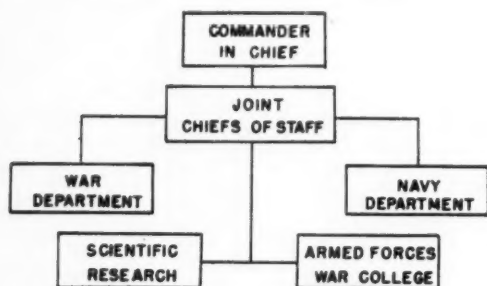 COMMANDER
IN CHIEF
JOINT
CHIEFS OF STAFF
WAR
DEPARTMENT
NAVY
DEPARTMENT
SCIENTIFIC
RESEARCH
ARMED FORCES
WAR COLLEGE